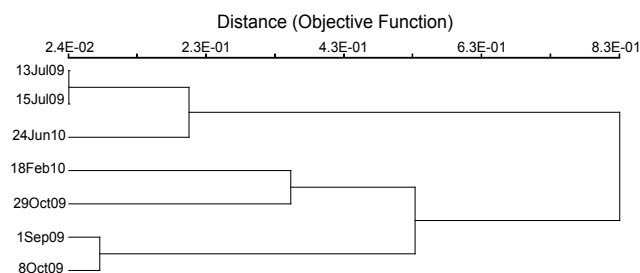 Distance (Objective Function)
2.4E-02 2.3E-01 4.3E-01 6.3E-01 8.3E-01
13Jul09
15Jul09
24Jun10
18Feb10
29Oct09
1Sep09
8Oct09